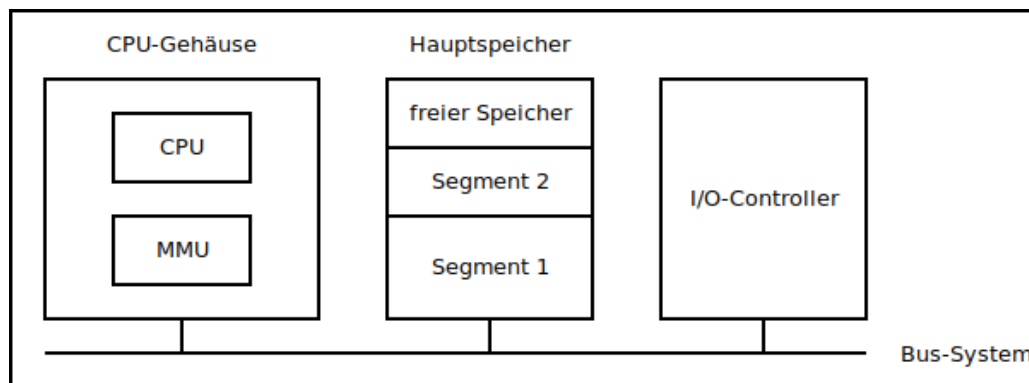 CPU-Gehäuse
Hauptspeicher
CPU
MMU
freier Speicher
Segment 2
Segment 1
I/O-Controller
Bus-System